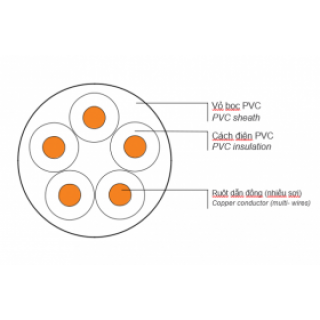 Vỏ bọc PVC
PVC sheath
Cách điện PVC
PVC insulation
Ruột dẫn đồng (nhiều sợi)
Copper conductor (multi- wires)